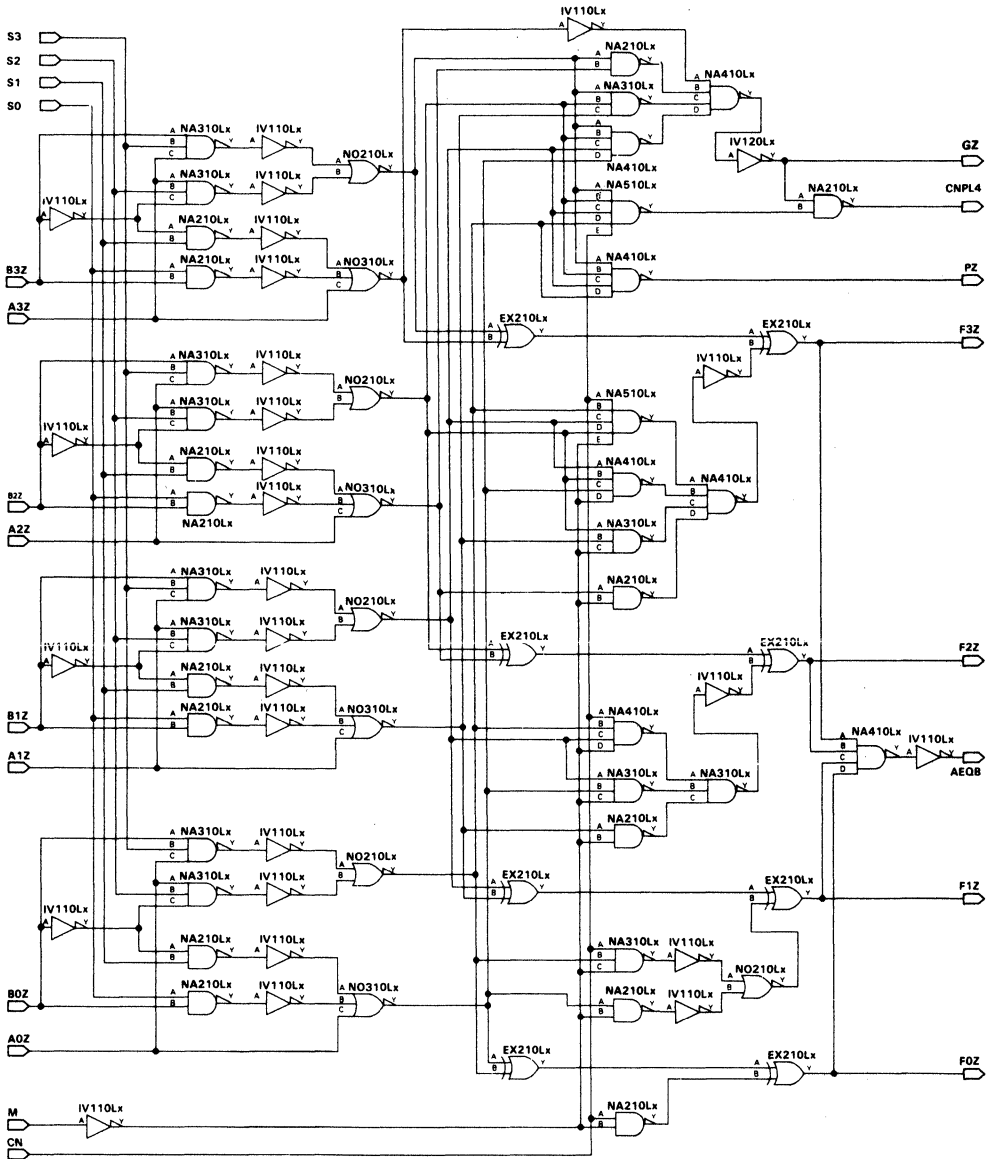 IV110Lx
A Y
S3
NA210Lx
S2
A B Y
NA410Lx
S1
A B C D Y
NA310Lx
S0
A B C Y
NA310Lx IV110Lx
A B C Y A Y
NO210Lx
A B Y
A B C D Y
NA410Lx
IV120Lx
A Y
GZ
NA310Lx IV110Lx
A B C Y A Y
NA510Lx
NA210Lx
CNPL4
IV110Lx
A Y
NA210Lx IV110Lx
A B Y A Y
NA210Lx IV110Lx
NO310Lx
A B C Y
NA410Lx
A B C D Y
PZ
B3Z
A3Z
EX210Lx
A B Y
EX210Lx
A B Y
F3Z
IV110Lx
NA310Lx IV110Lx
NO210Lx
NA510Lx
NA310Lx IV110Lx
IV110Lx
NA210Lx IV110Lx
NA410Lx
NA410Lx
NO310Lx
B2Z
IV110Lx
NA210Lx
NA310Lx
A2Z
NA310Lx IV110Lx
NA210Lx
NO210Lx
NA310Lx IV110Lx
EX210Lx
EX210Lx
F2Z
IV110Lx
NA210Lx IV110Lx
IV110Lx
B1Z
NA210Lx IV110Lx
NO310Lx
NA410Lx
NA410Lx IV110Lx
A1Z
NA310Lx
NA310Lx
AEQB
NA210Lx
NA310Lx IV110Lx
NO210Lx
NA310Lx IV110Lx
EX210Lx
EX210Lx
F1Z
IV110Lx
NA210Lx IV110Lx
NA310Lx IV110Lx
NO210Lx
B0Z
NA210Lx IV110Lx
NO310Lx
NA210Lx IV110Lx
A0Z
EX210Lx
EX210Lx
F0Z
M
IV110Lx
NA210Lx
CN